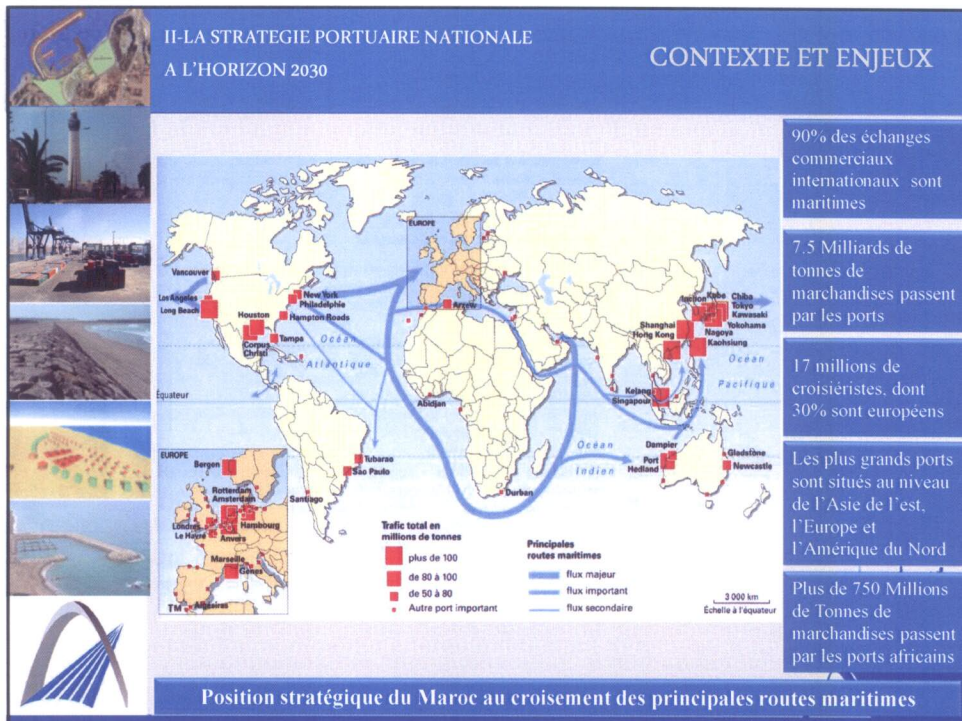 II-LA STRATEGIE PORTUAIRE NATIONALE
A L'HORIZON 2030
CONTEXTE ET ENJEUX
90% des échanges
commerciaux
internationaux sont
maritimes
7.5 Milliards de
tonnes de
marchandises passent
par les ports
17 millions de
croisiéristes, dont
30% sont européens
Les plus grands ports
sont situés au niveau
de l'Asie de l'est,
l'Europe et
l'Amérique du Nord
Plus de 750 Millions
de Tonnes de
marchandises passent
par les ports africains
EUROPE
Vancouver
Los Angeles
Long Beach
New York
Philadelphie
Hampton Roads
Houston
Corpus
Christi
Tampa
Océan
Atlantique
Équateur
Arzew
Abidjan
Inchon
Kobe
Chiba
Tokyo
Kawasaki
Yokohama
Nagoya
Shanghai
Hong Kong
Kaohsiung
Océan
Pacifique
Kelang
Singapour
Océan
Indien
Dampier
Port
Hedland
Gladstone
Newcastle
Tubarao
Sao Paulo
Santiago
Durban
EUROPE
Bergen
Rotterdam
Amsterdam
Londres
Hambourg
Le Havre
Anvers
Marseille
Gênes
TM
Algésiras
Trafic total en
millions de tonnes
plus de 100
de 80 à 100
de 50 à 80
Autre port important
Principales
routes maritimes
flux majeur
flux important
flux secondaire
3 000 km
Échelle à l'équateur
Position stratégique du Maroc au croisement des principales routes maritimes